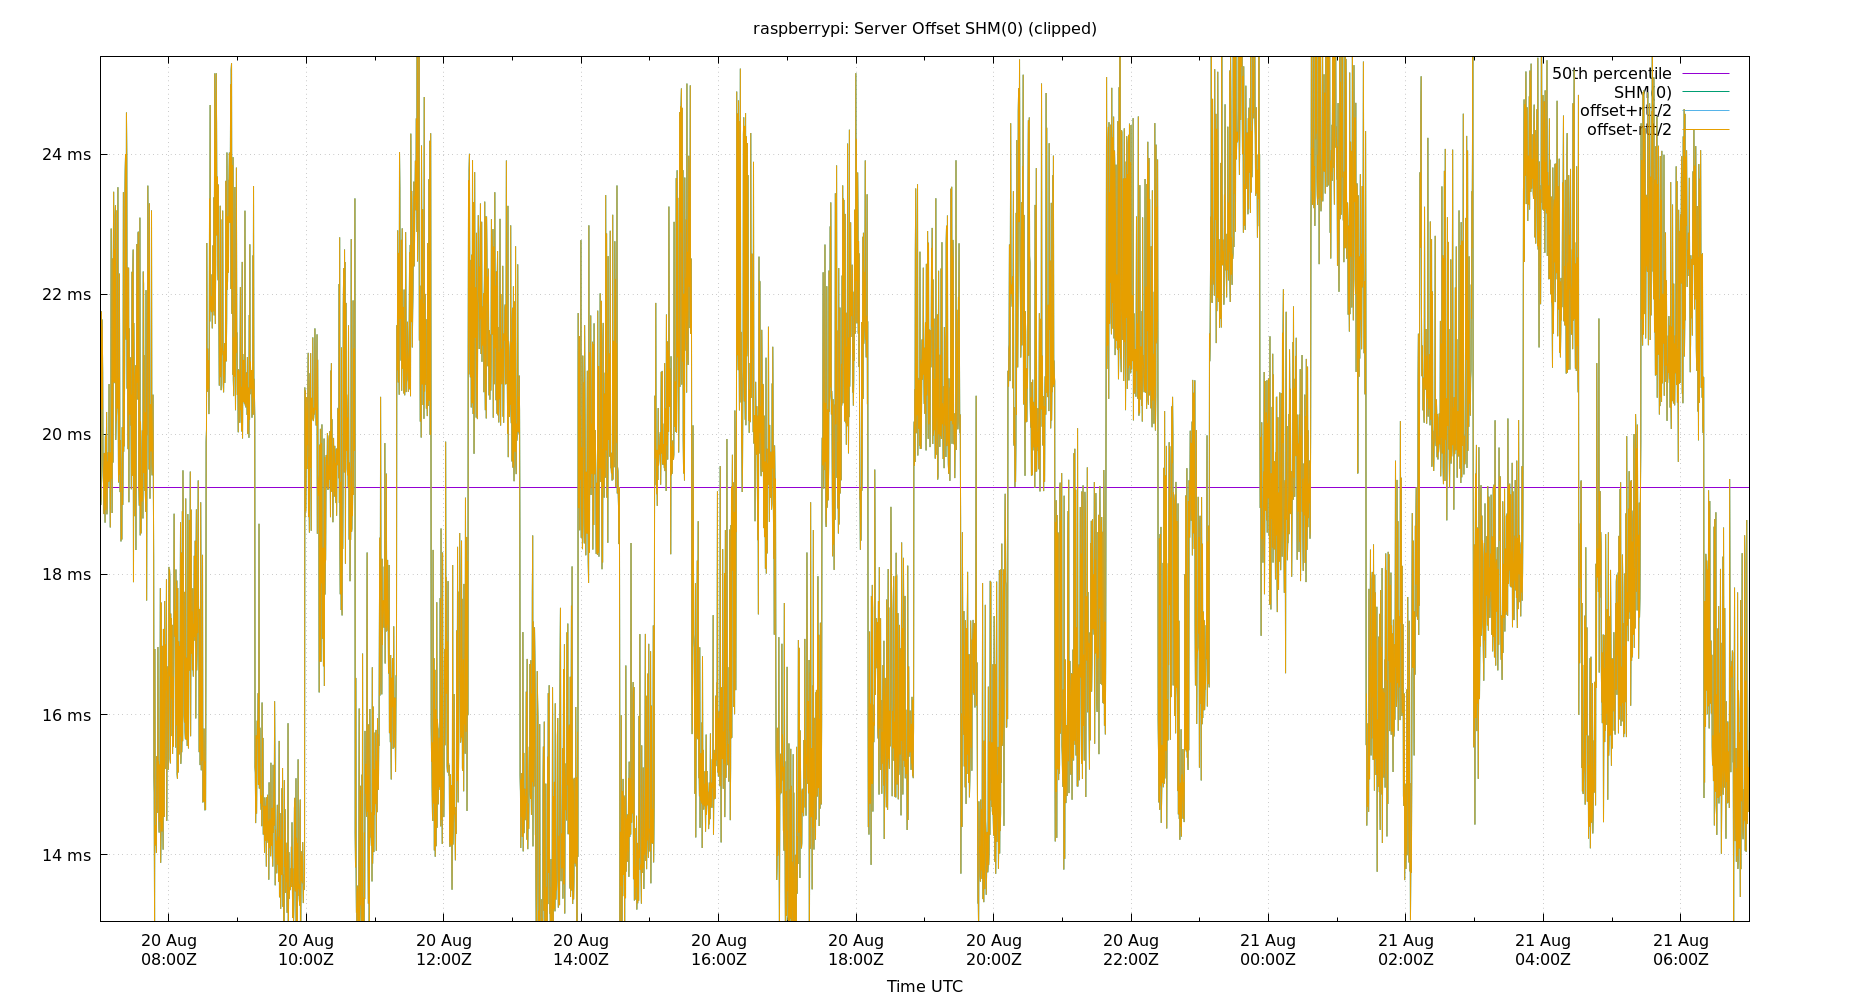 raspberrypi: Server Offset SHM(0) (clipped)
50th percentile
SHM(0)
offset+rtt/2
offset-rtt/2
24 ms
22 ms
20 ms
18 ms
16 ms
14 ms
20 Aug 20 Aug 20 Aug 20 Aug 20 Aug 20 Aug 20 Aug 20 Aug 21 Aug 21 Aug 21 Aug 21 Aug
08:00Z 10:00Z 12:00Z 14:00Z 16:00Z 18:00Z 20:00Z 22:00Z 00:00Z 02:00Z 04:00Z 06:00Z
Time UTC